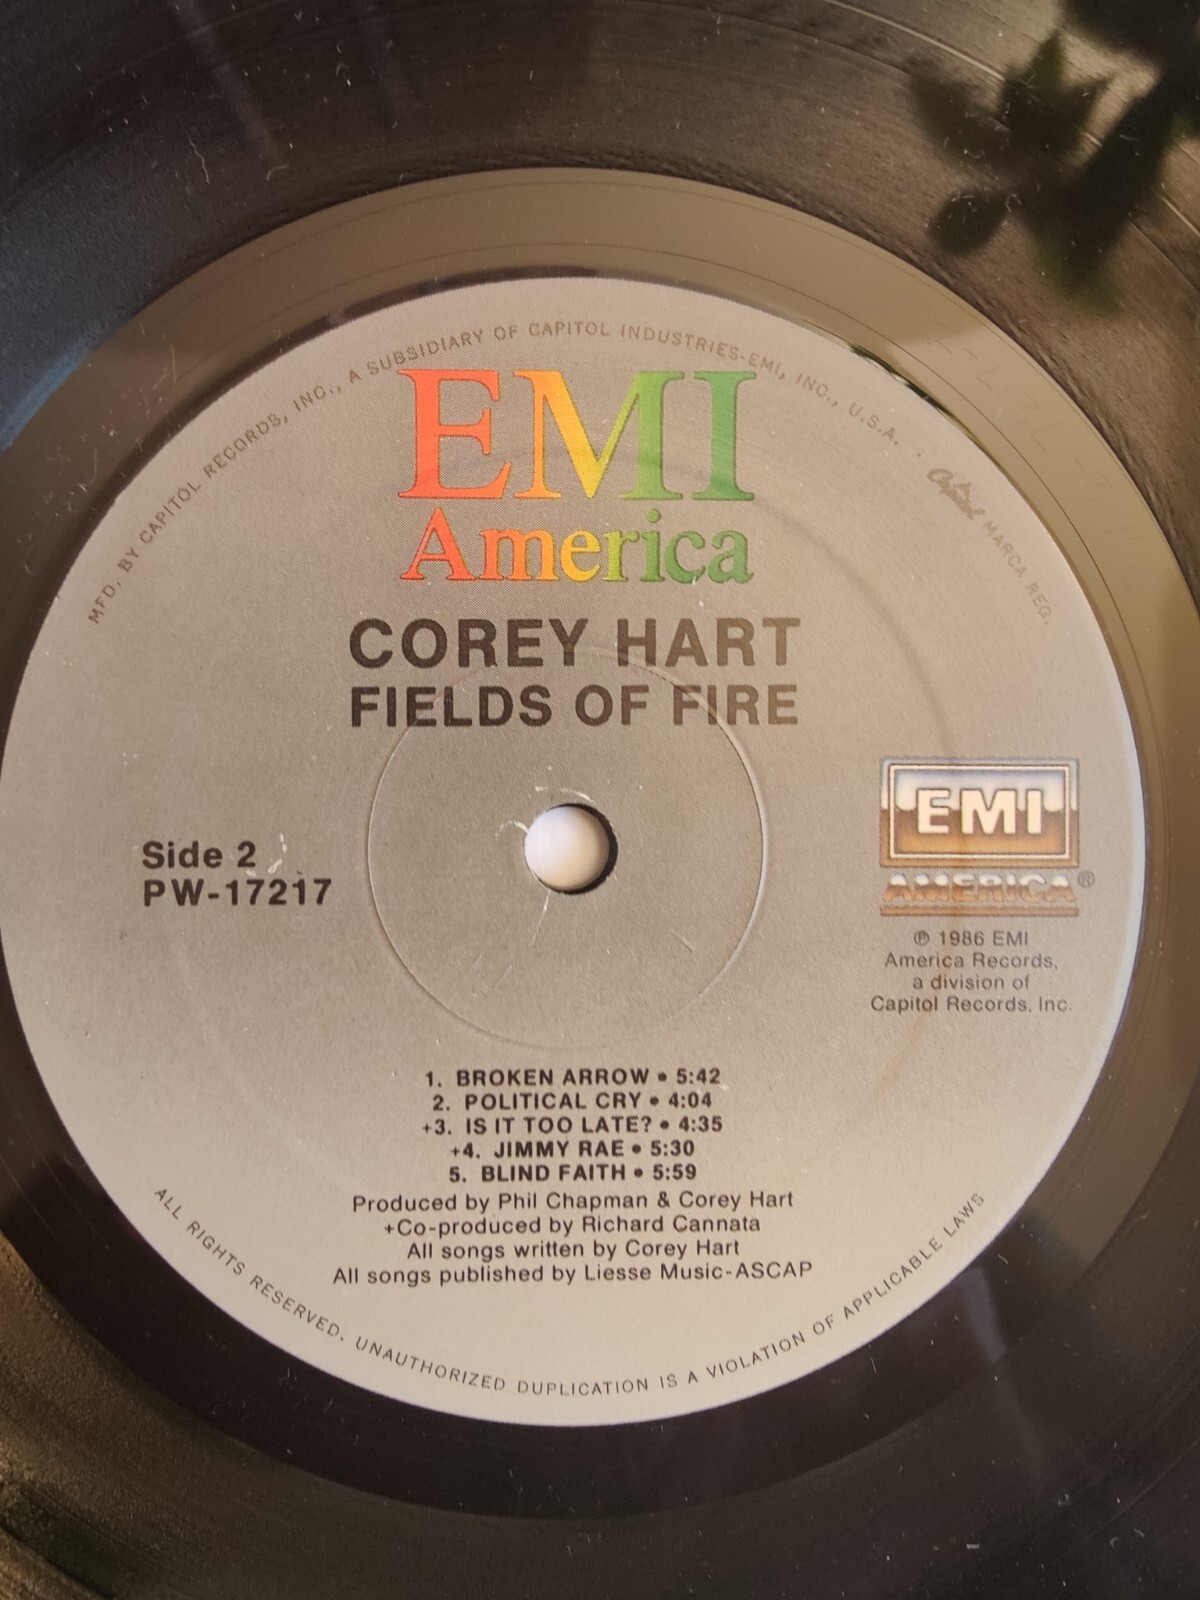 MFD. BY CAPITOL RECORDS, INC., A SUBSIDIARY OF CAPITOL INDUSTRIES-EMI, INC., U.S.A. · Capitol MARCA REG.
EMI
America
COREY HART
FIELDS OF FIRE
Side 2
PW-17217
EMI
AMERICA®
℗ 1986 EMI
America Records,
a division of
Capitol Records, Inc.
1. BROKEN ARROW • 5:42
2. POLITICAL CRY • 4:04
+3. IS IT TOO LATE? • 4:35
+4. JIMMY RAE • 5:30
5. BLIND FAITH • 5:59
Produced by Phil Chapman & Corey Hart
+Co-produced by Richard Cannata
All songs written by Corey Hart
All songs published by Liesse Music-ASCAP
ALL RIGHTS RESERVED. UNAUTHORIZED DUPLICATION IS A VIOLATION OF APPLICABLE LAWS